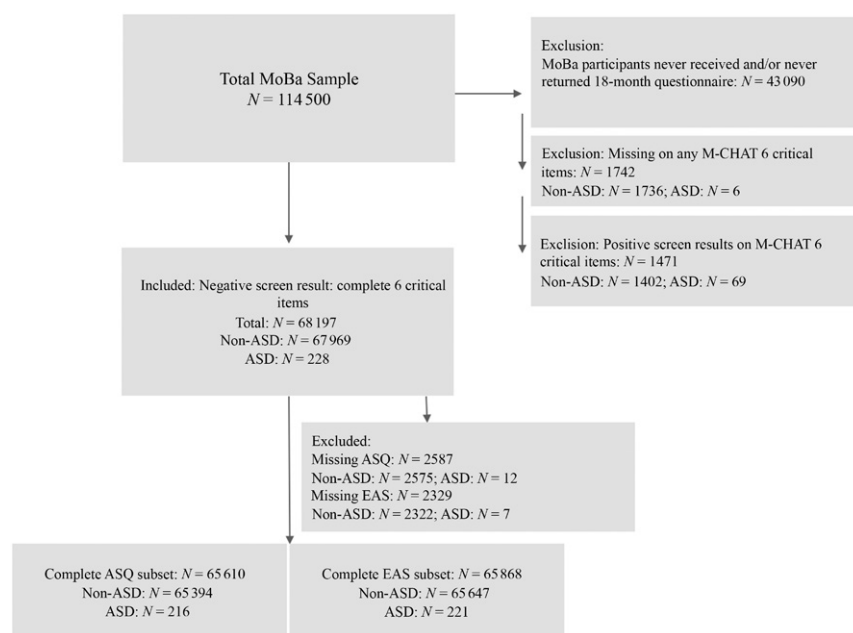 Total MoBa Sample
N = 114 500
Exclusion:
MoBa participants never received and/or never
returned 18-month questionnaire: N = 43 090
Exclusion: Missing on any M-CHAT 6 critical
items: N = 1742
Non-ASD: N = 1736; ASD: N = 6
Exclision: Positive screen results on M-CHAT 6
critical items: N = 1471
Non-ASD: N = 1402; ASD: N = 69
Included: Negative screen result: complete 6 critical
items
Total: N = 68 197
Non-ASD: N = 67 969
ASD: N = 228
Excluded:
Missing ASQ: N = 2587
Non-ASD: N = 2575; ASD: N = 12
Missing EAS: N = 2329
Non-ASD: N = 2322; ASD: N = 7
Complete ASQ subset: N = 65 610
Non-ASD: N = 65 394
ASD: N = 216
Complete EAS subset: N = 65 868
Non-ASD: N = 65 647
ASD: N = 221